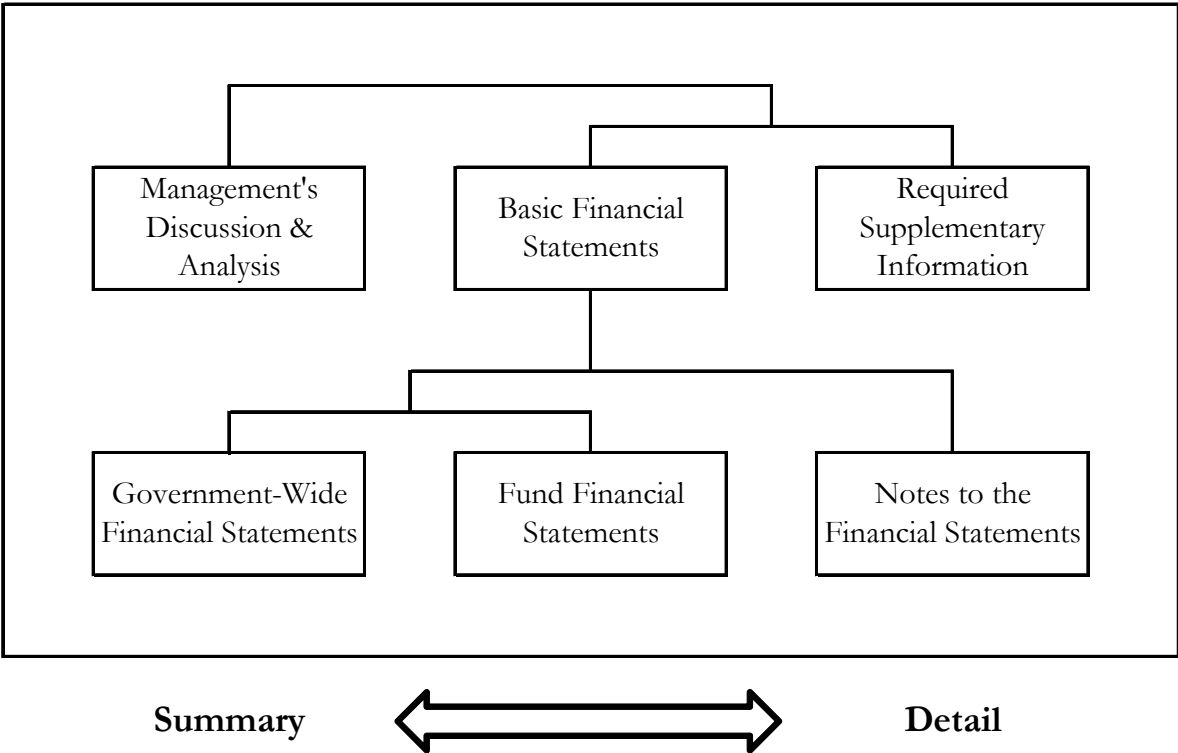 Management's
Discussion &
Analysis
Basic Financial
Statements
Required
Supplementary
Information
Government-Wide
Financial Statements
Fund Financial
Statements
Notes to the
Financial Statements
Summary
Detail